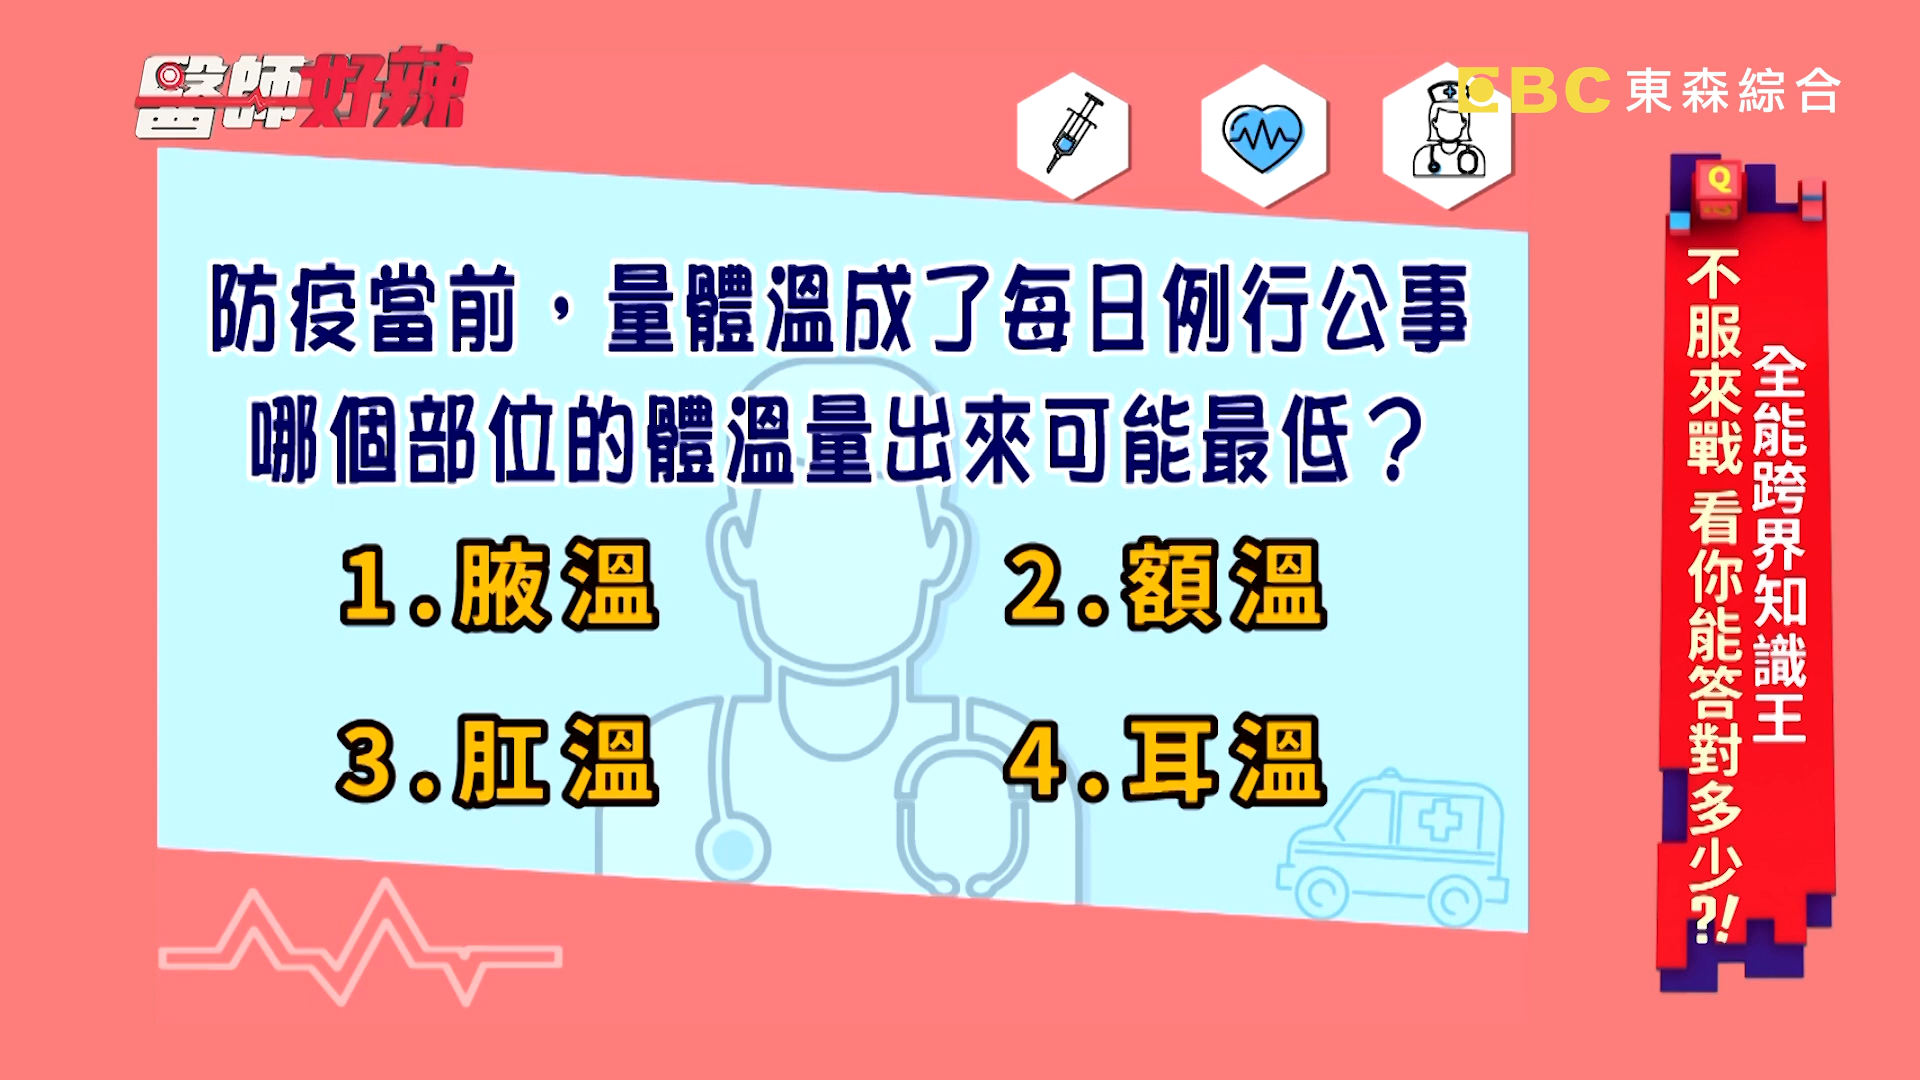 醫師好辣
EBC 東森綜合
防疫當前，量體溫成了每日例行公事
哪個部位的體溫量出來可能最低？
1.腋溫
2.額溫
3.肛溫
4.耳溫
Q
全能跨界知識王
不服來戰 看你能答對多少?!